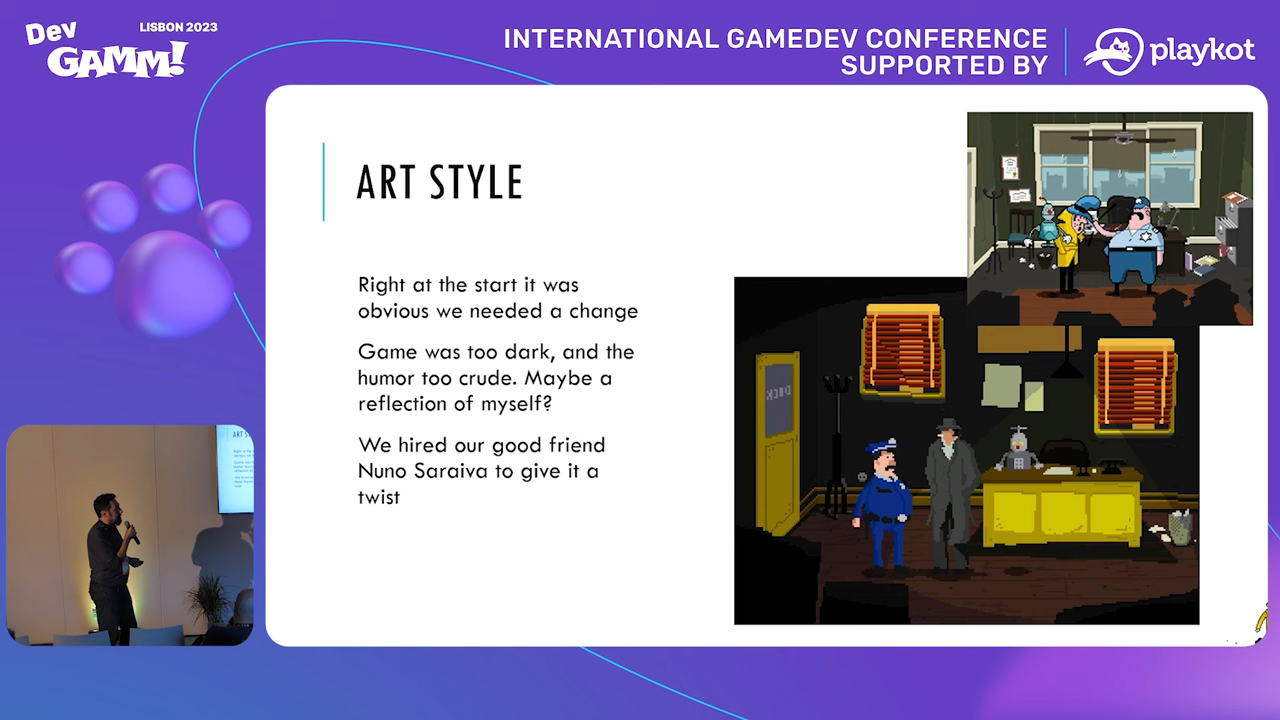 Dev
GAMM!
LISBON 2023
INTERNATIONAL GAMEDEV CONFERENCE
SUPPORTED BY
playkot
ART STYLE
Right at the start it was
obvious we needed a change
Game was too dark, and the
humor too crude. Maybe a
reflection of myself?
We hired our good friend
Nuno Saraiva to give it a
twist